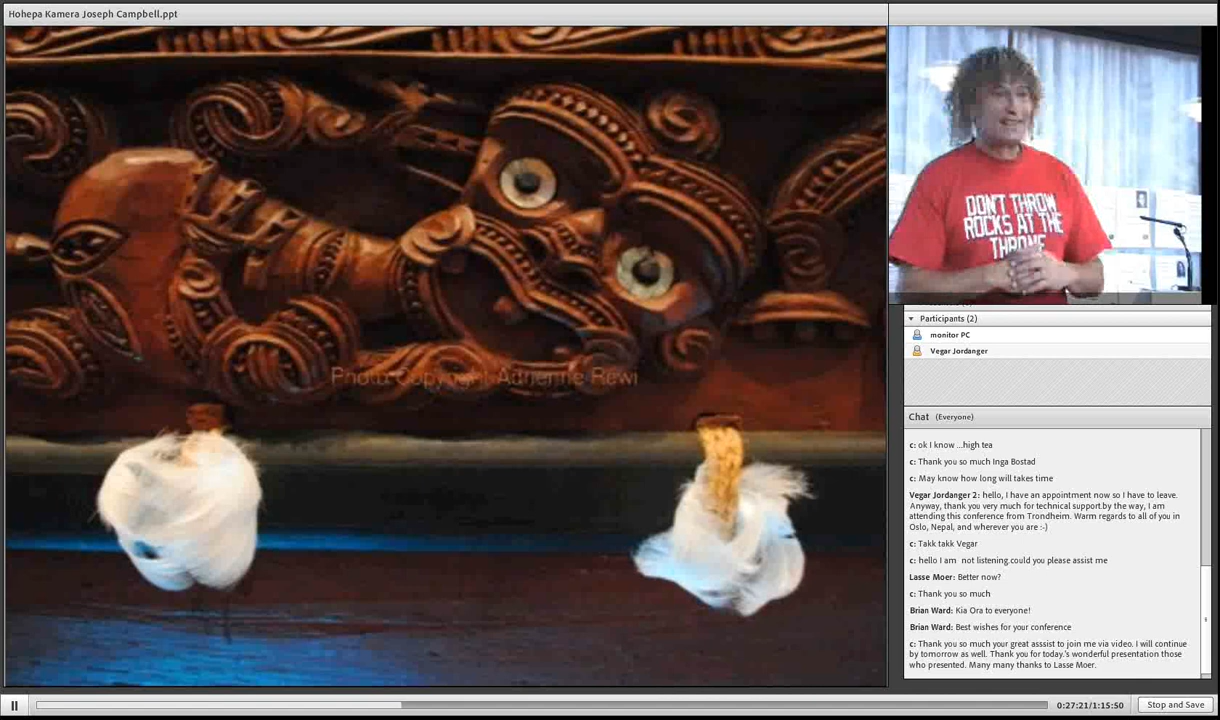 Hohepa Kamera Joseph Campbell.ppt
DON'T THROW
ROCKS AT THE
THRONE
Photo Copyright Adrienne Rewi
Participants (2)
monitor PC
Vegar Jordanger
Chat (Everyone)
c: ok I know ...high tea
c: Thank you so much Inga Bostad
c: May know how long will takes time
Vegar Jordanger 2: hello, I have an appointment now so I have to leave.
Anyway, thank you very much for technical support.by the way, I am
attending this conference from Trondheim. Warm regards to all of you in
Oslo, Nepal, and wherever you are :-)
c: Takk takk Vegar
c: hello I am  not listening.could you please assist me
Lasse Moer: Better now?
c: Thank you so much
Brian Ward: Kia Ora to everyone!
Brian Ward: Best wishes for your conference
c: Thank you so much your great asssist to join me via video. I will continue
by tomorrow as well. Thank you for today.'s wonderful presentation those
who presented. Many many thanks to Lasse Moer.
0:27:21/1:15:50
Stop and Save